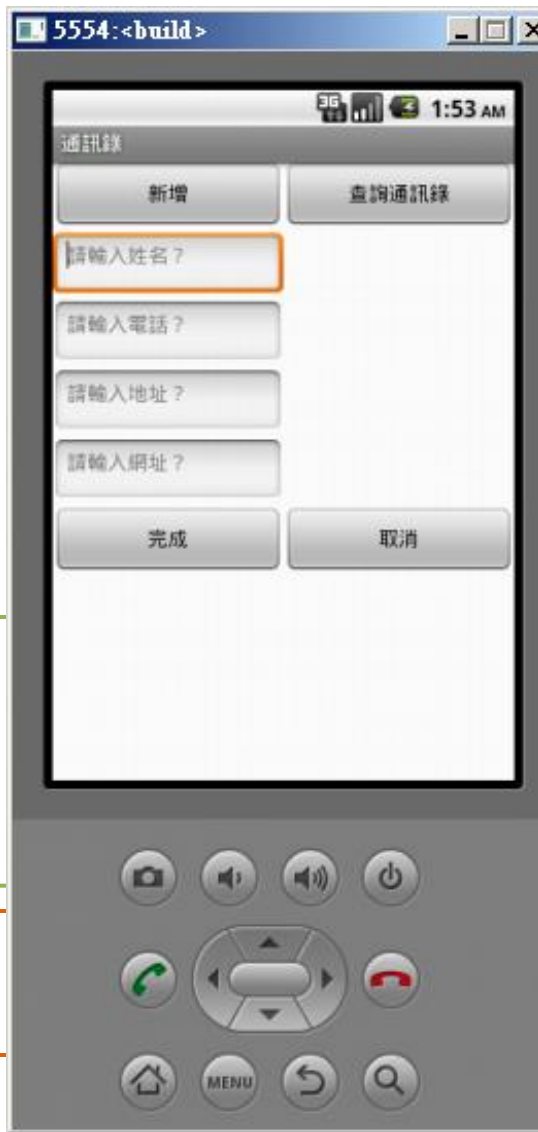 5554:<build>
3G 1:53 AM
通訊錄
新增 查詢通訊錄
請輸入姓名？
請輸入電話？
請輸入地址？
請輸入網址？
完成 取消
MENU